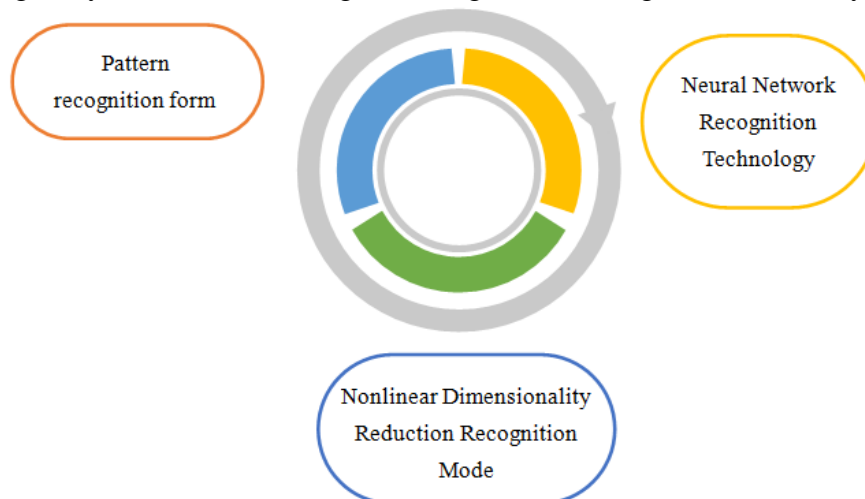 Pattern
recognition form
Neural Network
Recognition
Technology
Nonlinear Dimensionality
Reduction Recognition
Mode